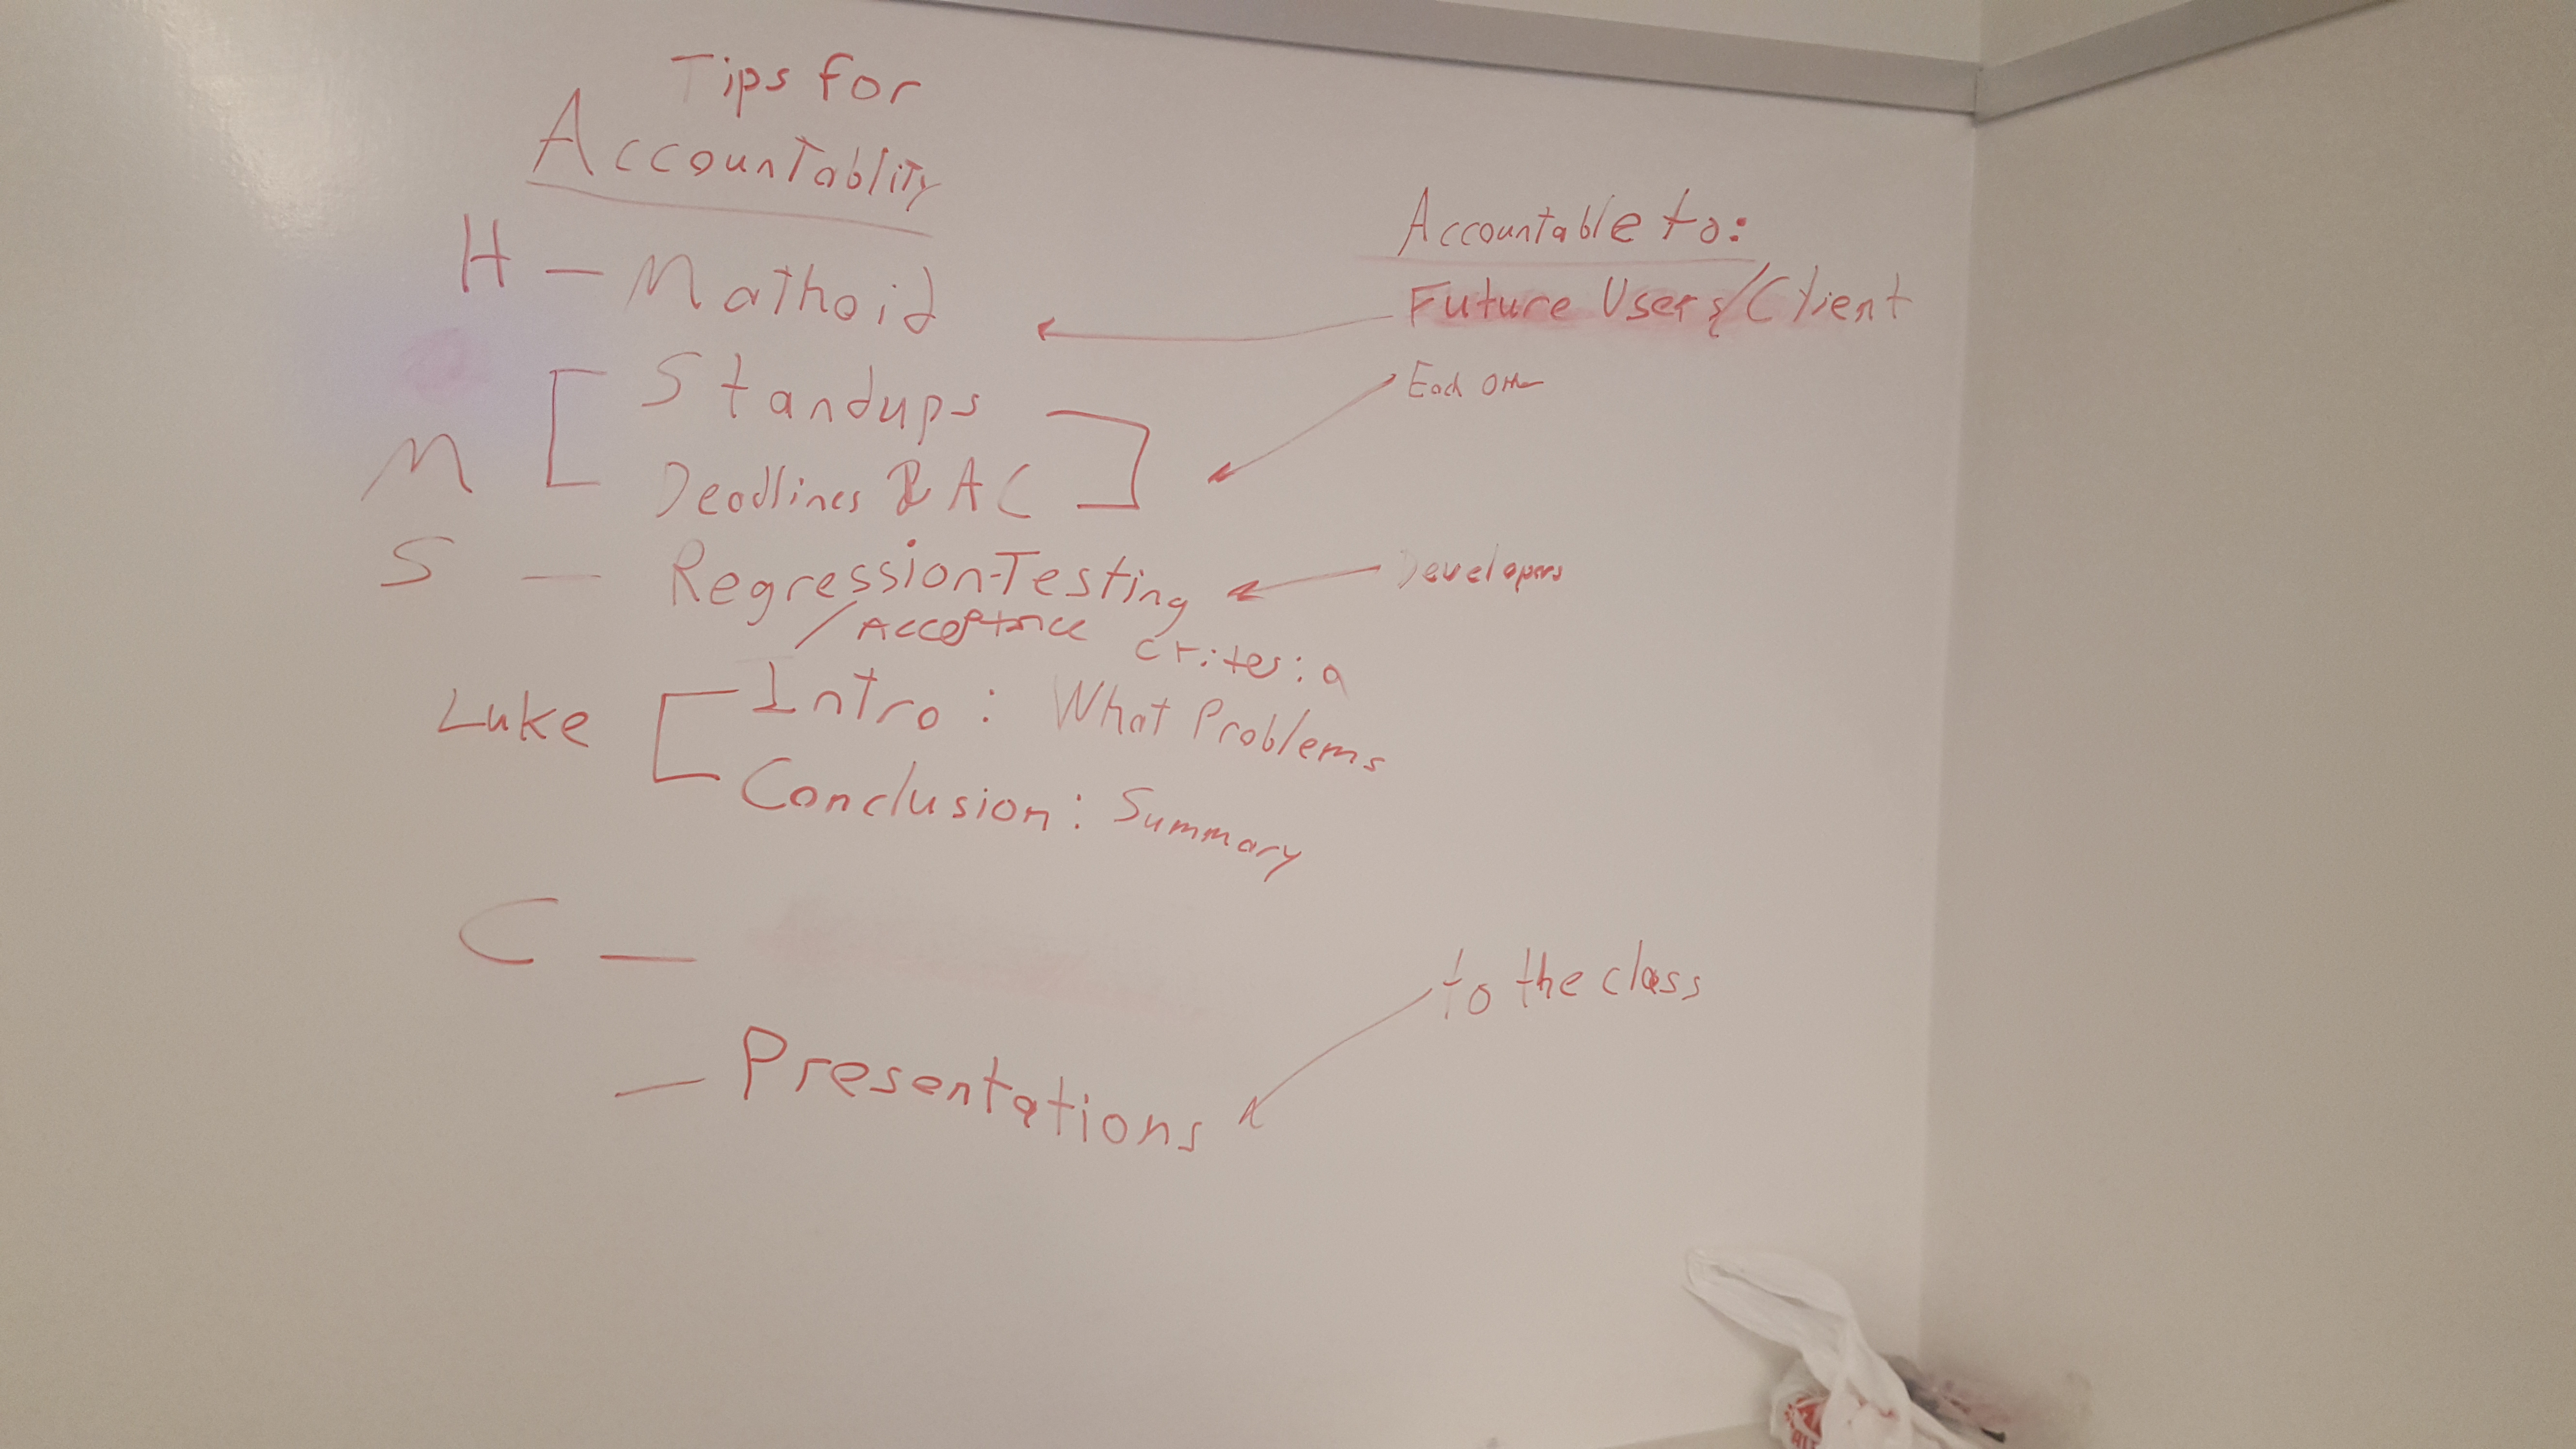 Tips for
Accountablity
H - Mathoid
M [ Standups ]
Deadlines & AC
S - Regression-Testing
/Acceptance Criteria
Luke [ Intro : What Problems
Conclusion : Summary
C -
- Presentations
Accountable to:
Future Users/Client
Each Other
Developers
to the class